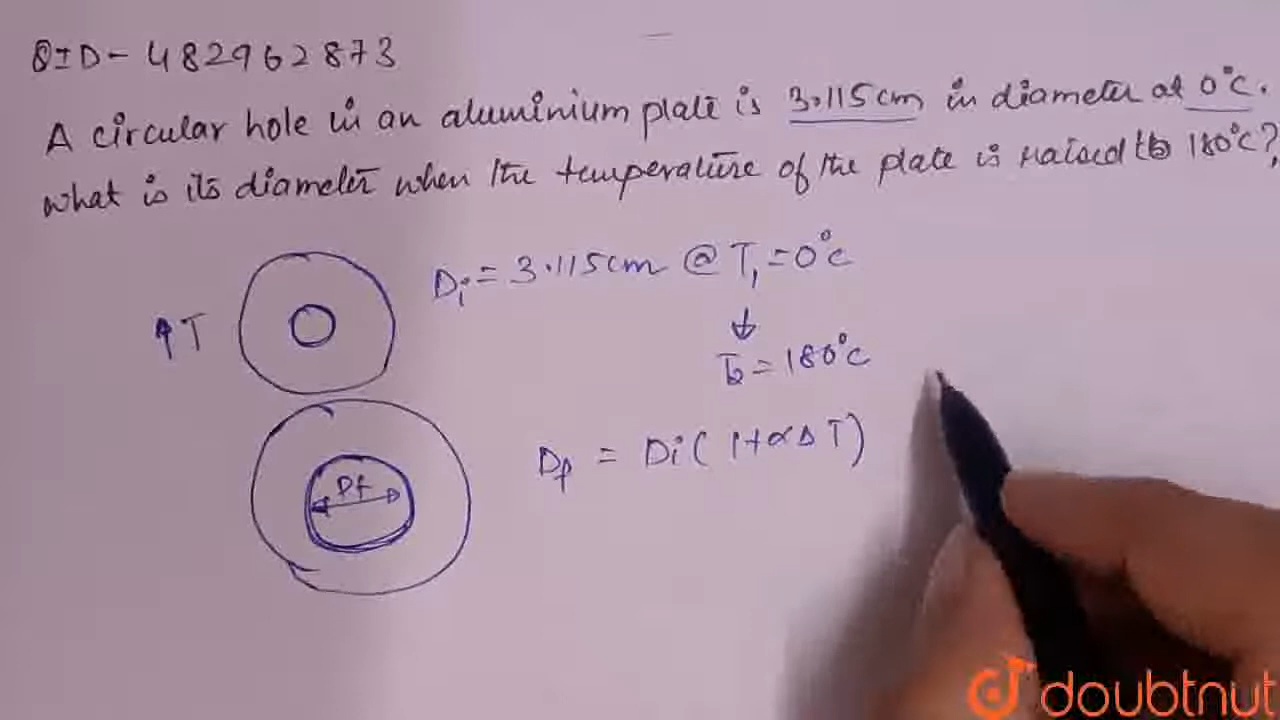 QID - 482962873
A circular hole in an aluminium plate is 3.115cm in diameter at 0°C.
what is its diameter when the temperature of the plate is raised to 180°C?
Di = 3.115cm @ T1 = 0°C
↑T
↓
T2 = 180°C
Df = Di(1+αΔT)
Df
doubtnut